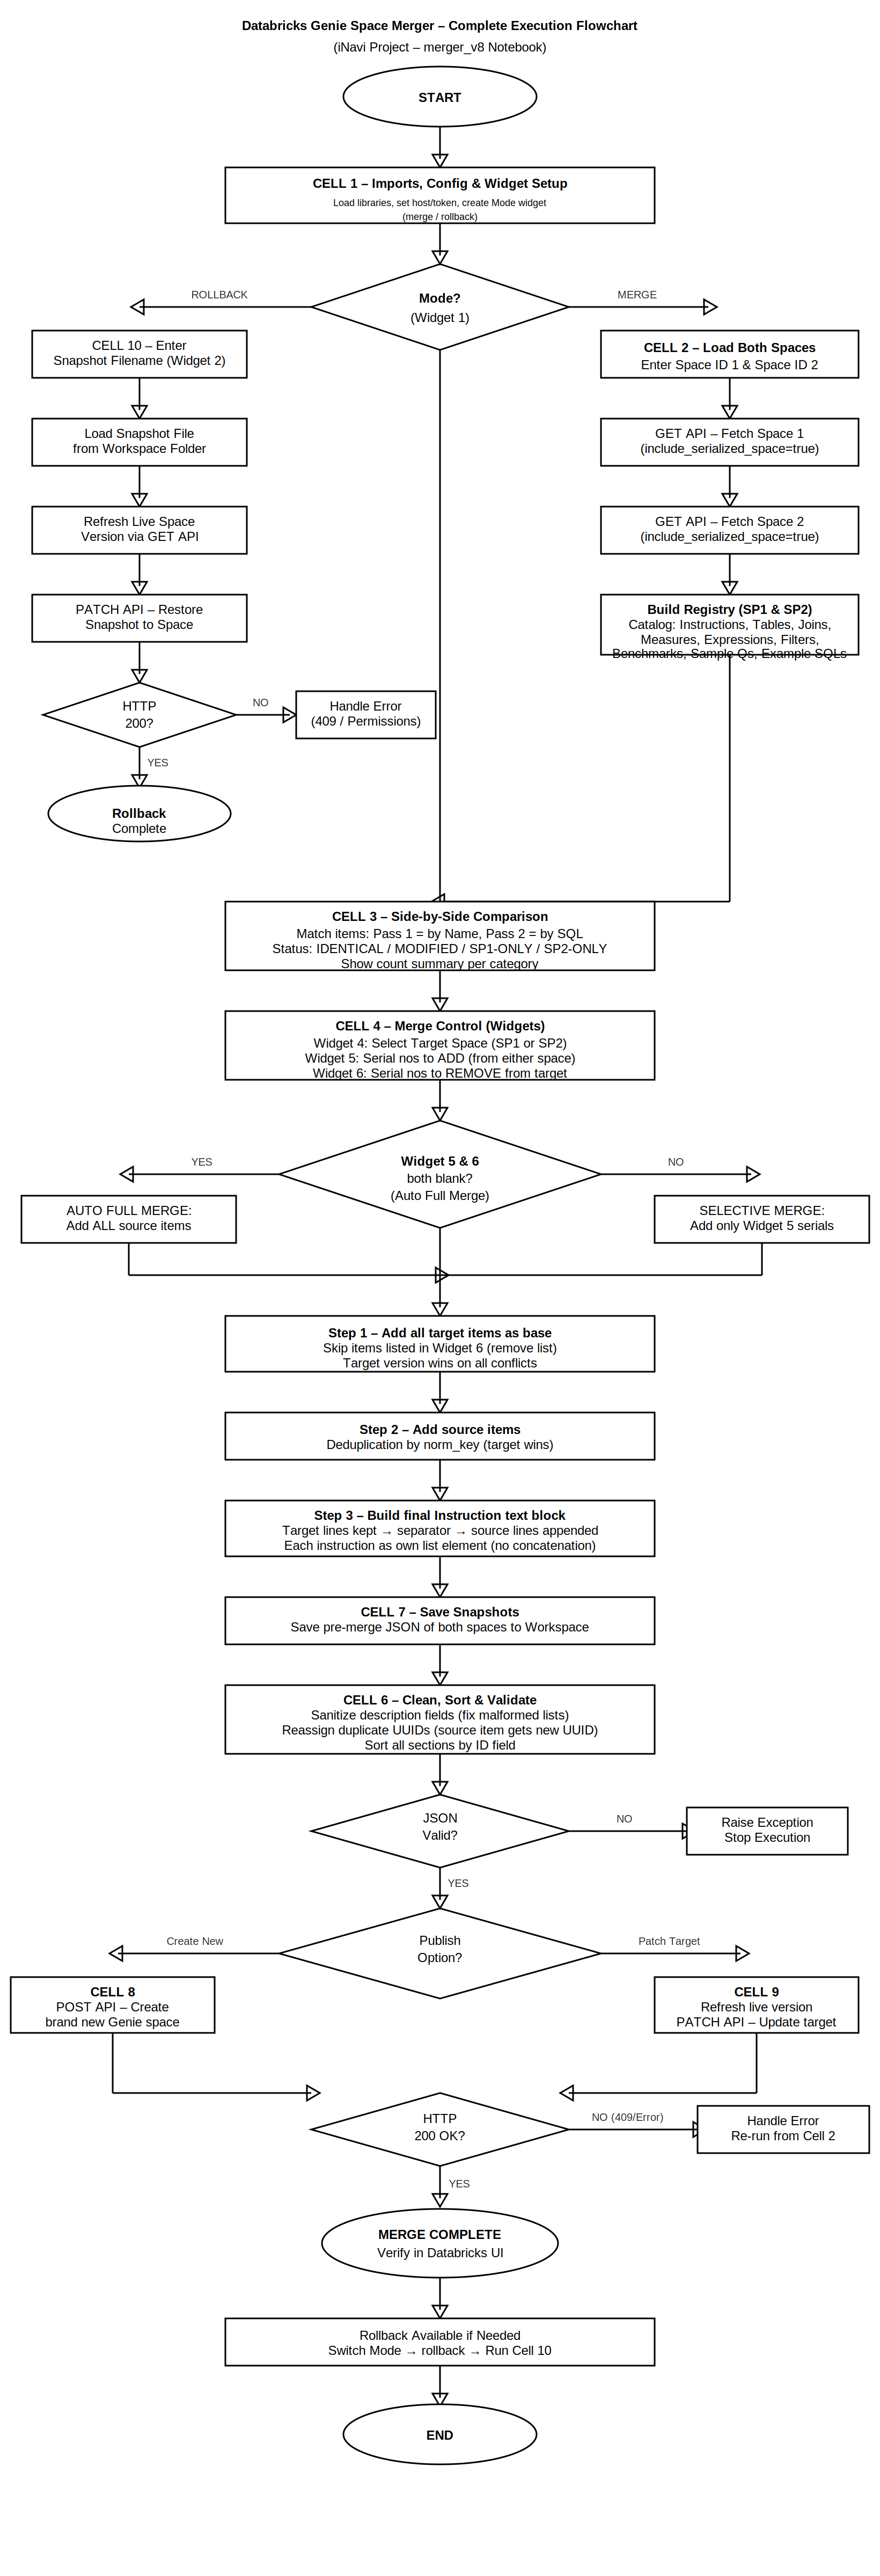 Databricks Genie Space Merger – Complete Execution Flowchart
(iNavi Project – merger_v8 Notebook)
START
CELL 1 – Imports, Config & Widget Setup
Load libraries, set host/token, create Mode widget
(merge / rollback)
Mode?
(Widget 1)
ROLLBACK
MERGE
CELL 10 – Enter
Snapshot Filename (Widget 2)
Load Snapshot File
from Workspace Folder
Refresh Live Space
Version via GET API
PATCH API – Restore
Snapshot to Space
HTTP
200?
NO
Handle Error
(409 / Permissions)
YES
Rollback
Complete
CELL 2 – Load Both Spaces
Enter Space ID 1 & Space ID 2
GET API – Fetch Space 1
(include_serialized_space=true)
GET API – Fetch Space 2
(include_serialized_space=true)
Build Registry (SP1 & SP2)
Catalog: Instructions, Tables, Joins,
Measures, Expressions, Filters,
Benchmarks, Sample Qs, Example SQLs
CELL 3 – Side-by-Side Comparison
Match items: Pass 1 = by Name, Pass 2 = by SQL
Status: IDENTICAL / MODIFIED / SP1-ONLY / SP2-ONLY
Show count summary per category
CELL 4 – Merge Control (Widgets)
Widget 4: Select Target Space (SP1 or SP2)
Widget 5: Serial nos to ADD (from either space)
Widget 6: Serial nos to REMOVE from target
Widget 5 & 6
both blank?
(Auto Full Merge)
YES
NO
AUTO FULL MERGE:
Add ALL source items
SELECTIVE MERGE:
Add only Widget 5 serials
Step 1 – Add all target items as base
Skip items listed in Widget 6 (remove list)
Target version wins on all conflicts
Step 2 – Add source items
Deduplication by norm_key (target wins)
Step 3 – Build final Instruction text block
Target lines kept → separator → source lines appended
Each instruction as own list element (no concatenation)
CELL 7 – Save Snapshots
Save pre-merge JSON of both spaces to Workspace
CELL 6 – Clean, Sort & Validate
Sanitize description fields (fix malformed lists)
Reassign duplicate UUIDs (source item gets new UUID)
Sort all sections by ID field
JSON
Valid?
NO
Raise Exception
Stop Execution
YES
Publish
Option?
Create New
Patch Target
CELL 8
POST API – Create
brand new Genie space
CELL 9
Refresh live version
PATCH API – Update target
HTTP
200 OK?
NO (409/Error)
Handle Error
Re-run from Cell 2
YES
MERGE COMPLETE
Verify in Databricks UI
Rollback Available if Needed
Switch Mode → rollback → Run Cell 10
END